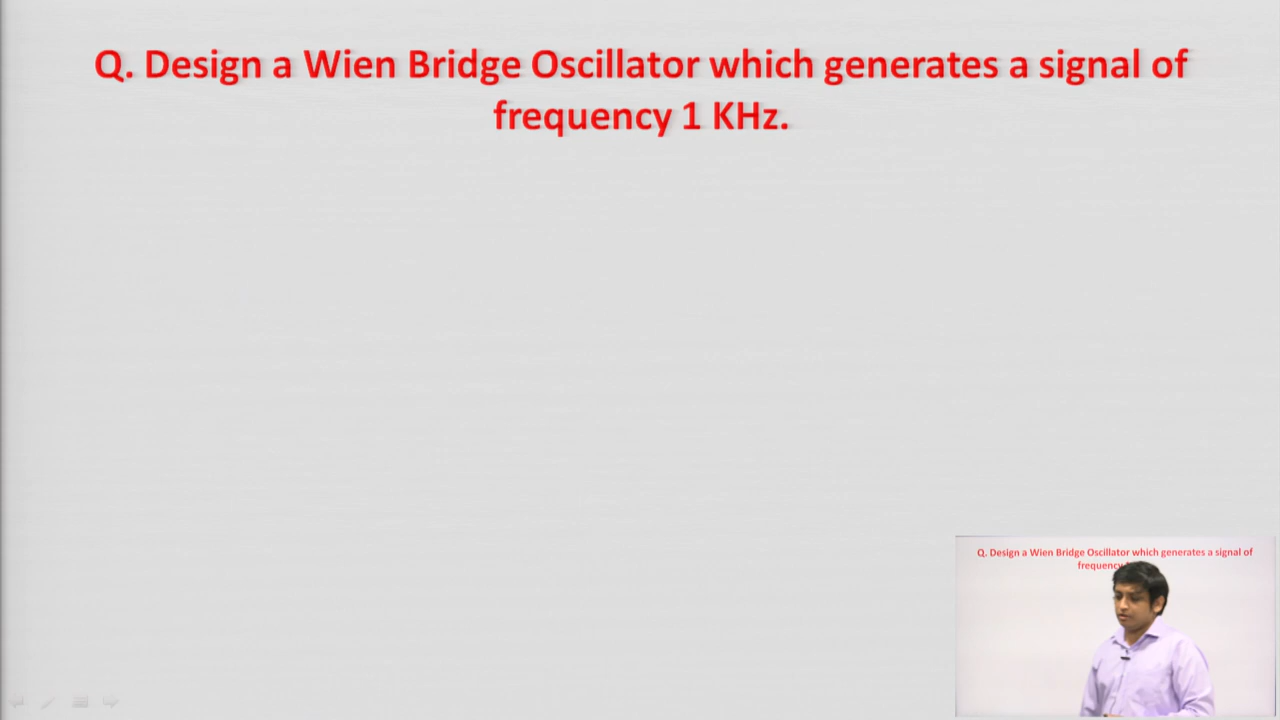 Q. Design a Wien Bridge Oscillator which generates a signal of
frequency 1 KHz.
Q. Design a Wien Bridge Oscillator which generates a signal of
frequency